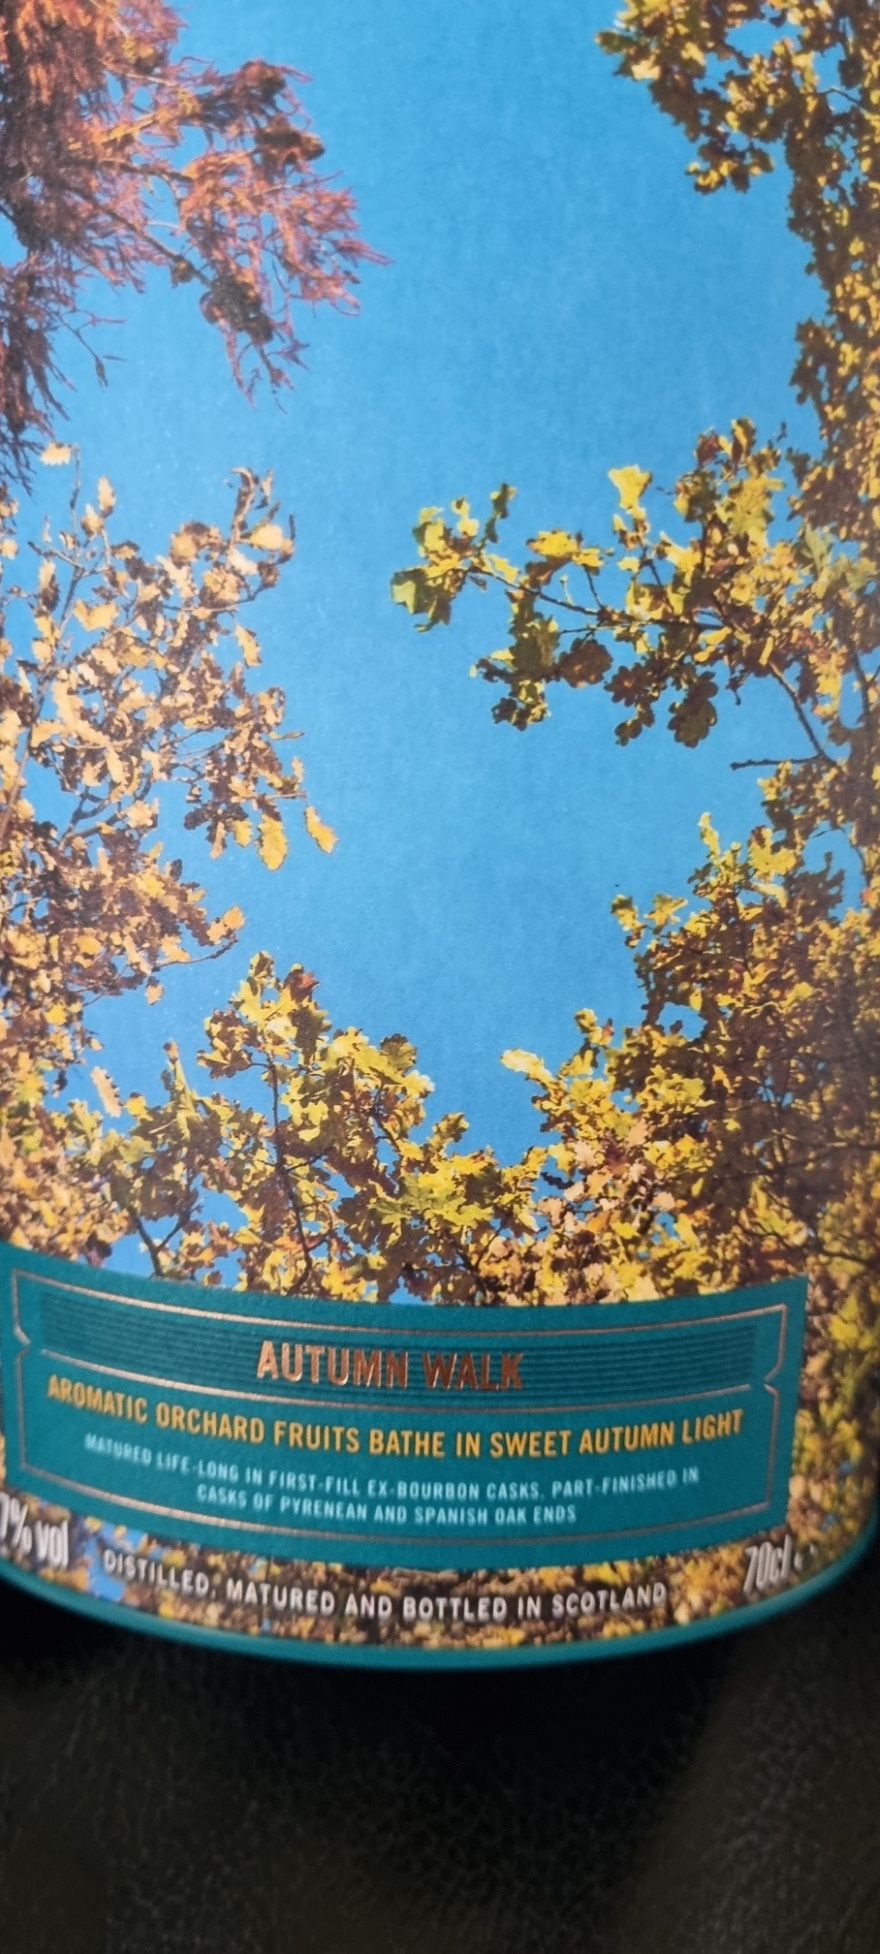 AUTUMN WALK
AROMATIC ORCHARD FRUITS BATHE IN SWEET AUTUMN LIGHT
MATURED LIFE-LONG IN FIRST-FILL EX-BOURBON CASKS. PART-FINISHED IN
CASKS OF PYRENEAN AND SPANISH OAK ENDS
% vol
DISTILLED, MATURED AND BOTTLED IN SCOTLAND
70cl